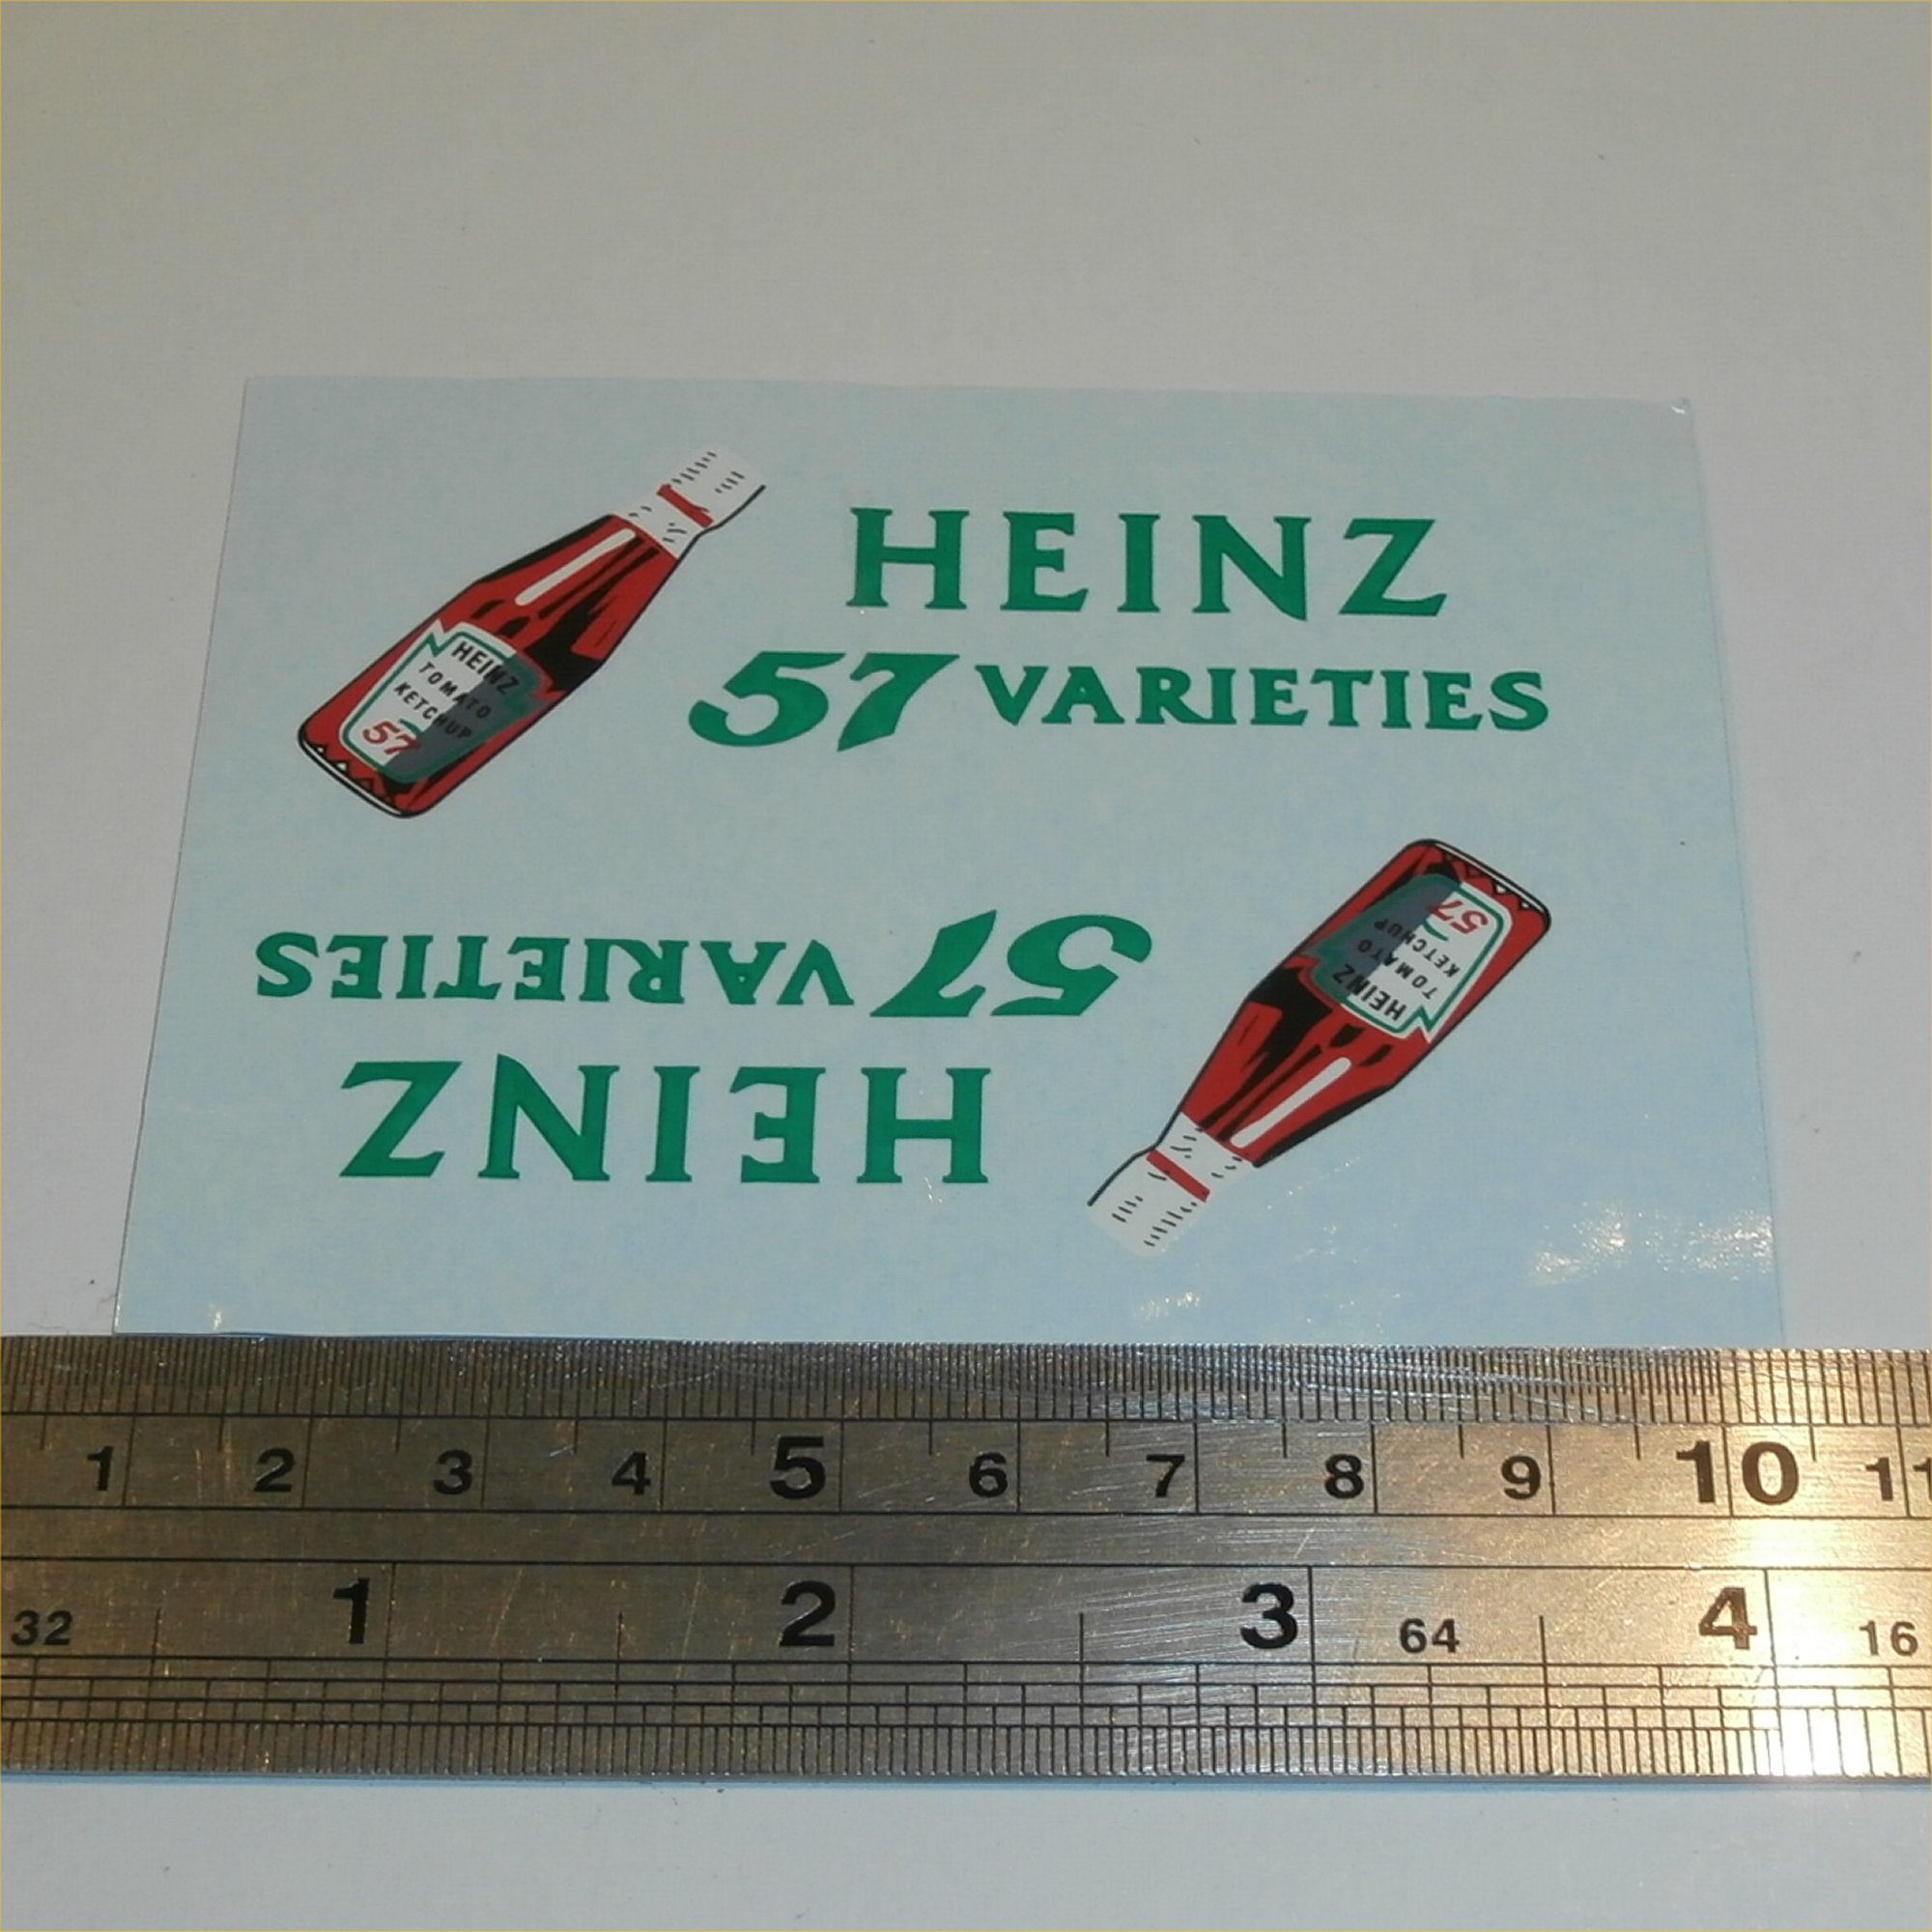 HEINZ
57 VARIETIES
HEINZ
TOMATO
KETCHUP
57
HEINZ
57 VARIETIES
HEINZ
TOMATO
KETCHUP
57
1 2 3 4 5 6 7 8 9 10 11
1 2 3 4
32 64 16